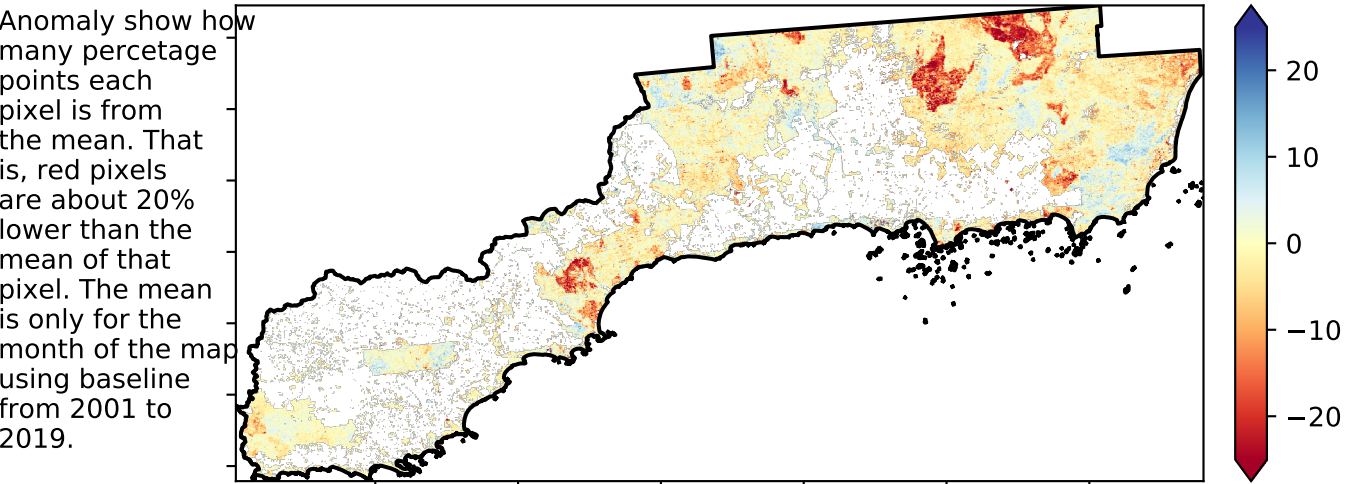 Anomaly show how
many percetage
points each
pixel is from
the mean. That
is, red pixels
are about 20%
lower than the
mean of that
pixel. The mean
is only for the
month of the map
using baseline
from 2001 to
2019.
20
10
0
−10
−20